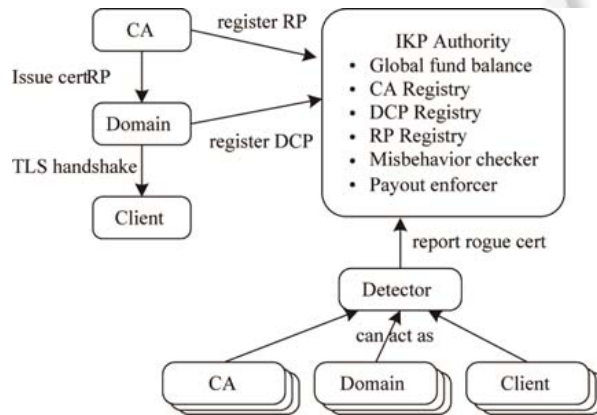 CA
register RP
Issue certRP
Domain
register DCP
TLS handshake
Client
IKP Authority
• Global fund balance
• CA Registry
• DCP Registry
• RP Registry
• Misbehavior checker
• Payout enforcer
report rogue cert
Detector
can act as
CA
Domain
Client